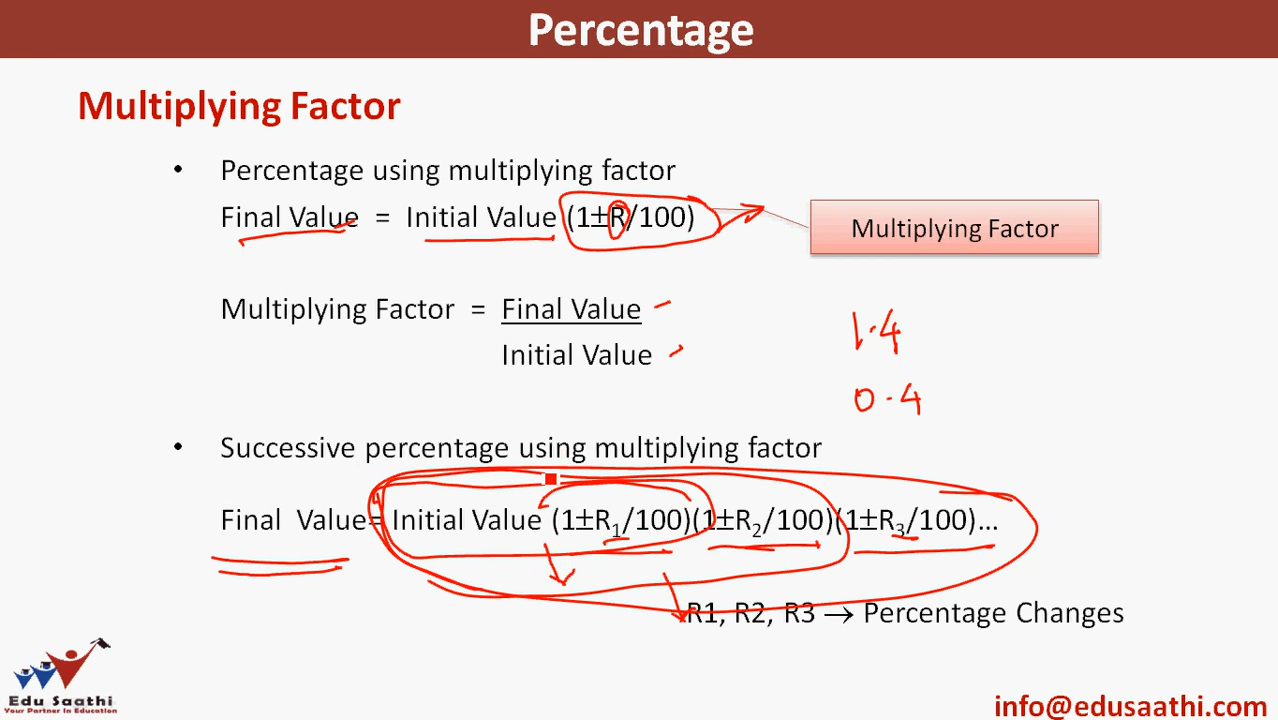 Percentage
Multiplying Factor
• Percentage using multiplying factor
Final Value = Initial Value (1±R/100)
Multiplying Factor
Multiplying Factor = Final Value
Initial Value
1.4
0.4
• Successive percentage using multiplying factor
Final Value= Initial Value (1±R₁/100)(1±R₂/100)(1±R₃/100)...
R1, R2, R3 → Percentage Changes
Edu Saathi
Your Partner in Education
info@edusaathi.com